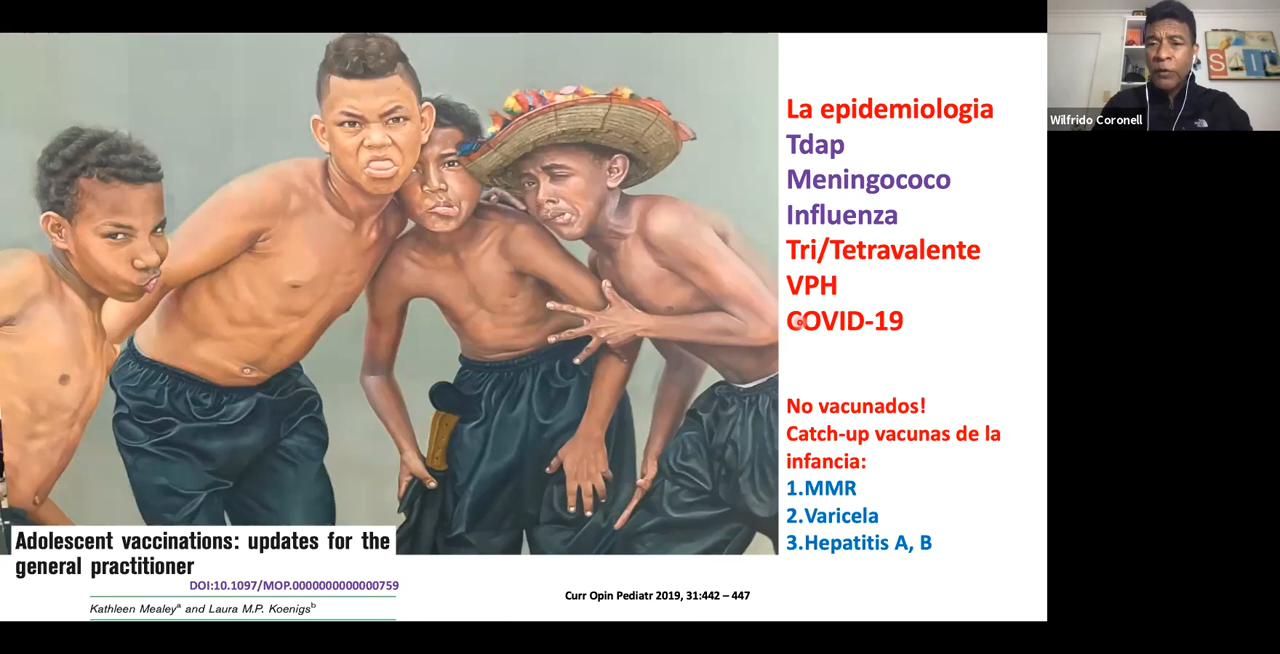 La epidemiologia
Tdap
Meningococo
Influenza
Tri/Tetravalente
VPH
COVID-19
No vacunados!
Catch-up vacunas de la
infancia:
1.MMR
2.Varicela
3.Hepatitis A, B
Adolescent vaccinations: updates for the
general practitioner
DOI:10.1097/MOP.0000000000000759
Kathleen Mealeyᵃ and Laura M.P. Koenigsᵇ
Curr Opin Pediatr 2019, 31:442 – 447
Wilfrido Coronell